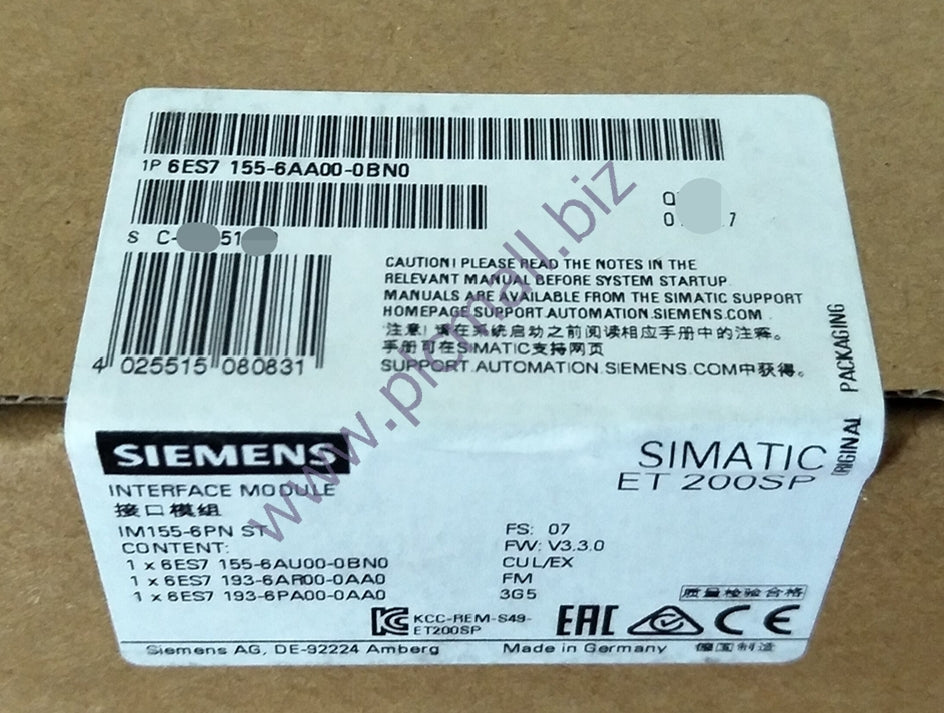 1P 6ES7 155-6AA00-0BN0
S C- 51
CAUTION! PLEASE READ THE NOTES IN THE
RELEVANT MANUAL BEFORE SYSTEM STARTUP.
MANUALS ARE AVAILABLE FROM THE SIMATIC SUPPORT
HOMEPAGE SUPPORT.AUTOMATION.SIEMENS.COM
注意! 请在系统启动之前阅读相应手册中的注释。
手册可在SIMATIC支持网页
SUPPORT.AUTOMATION.SIEMENS.COM中获得。
4 025515 080831
ORIGINAL PACKAGING
SIEMENS
SIMATIC
ET 200SP
INTERFACE MODULE
接口模组
IM155-6PN ST
CONTENT:
1 x 6ES7 155-6AU00-0BN0
1 x 6ES7 193-6AR00-0AA0
1 x 6ES7 193-6PA00-0AA0
FS: 07
FW: V3.3.0
CUL/EX
FM
3G5
质量检验合格
KCC-REM-S49-
ET200SP
EAC
CE
Siemens AG, DE-92224 Amberg
Made in Germany 德国制造
www.plcmall.biz